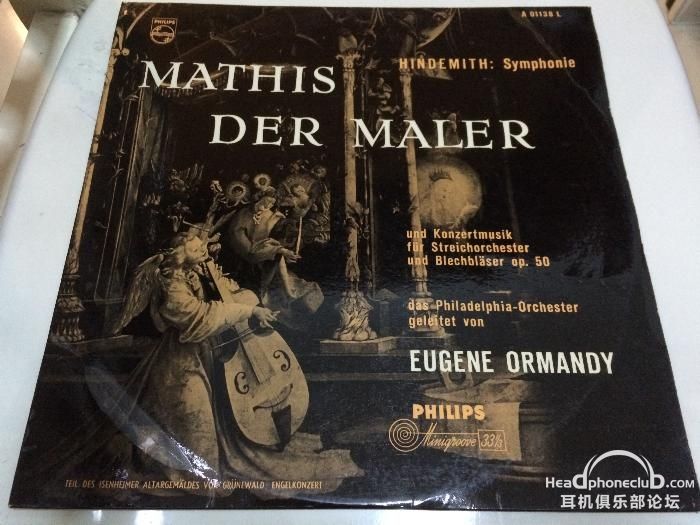 PHILIPS
A 01138 L
HINDEMITH: Symphonie
MATHIS
DER MALER
und Konzertmusik
für Streichorchester
und Blechbläser op. 50
das Philadelphia-Orchester
geleitet von
EUGENE ORMANDY
PHILIPS
Minigroove 33⅓
TEIL DES ISENHEIMER ALTARGEMÄLDES VON GRÜNEWALD ENGELKONZERT
Headphoneclub.com
耳机俱乐部论坛